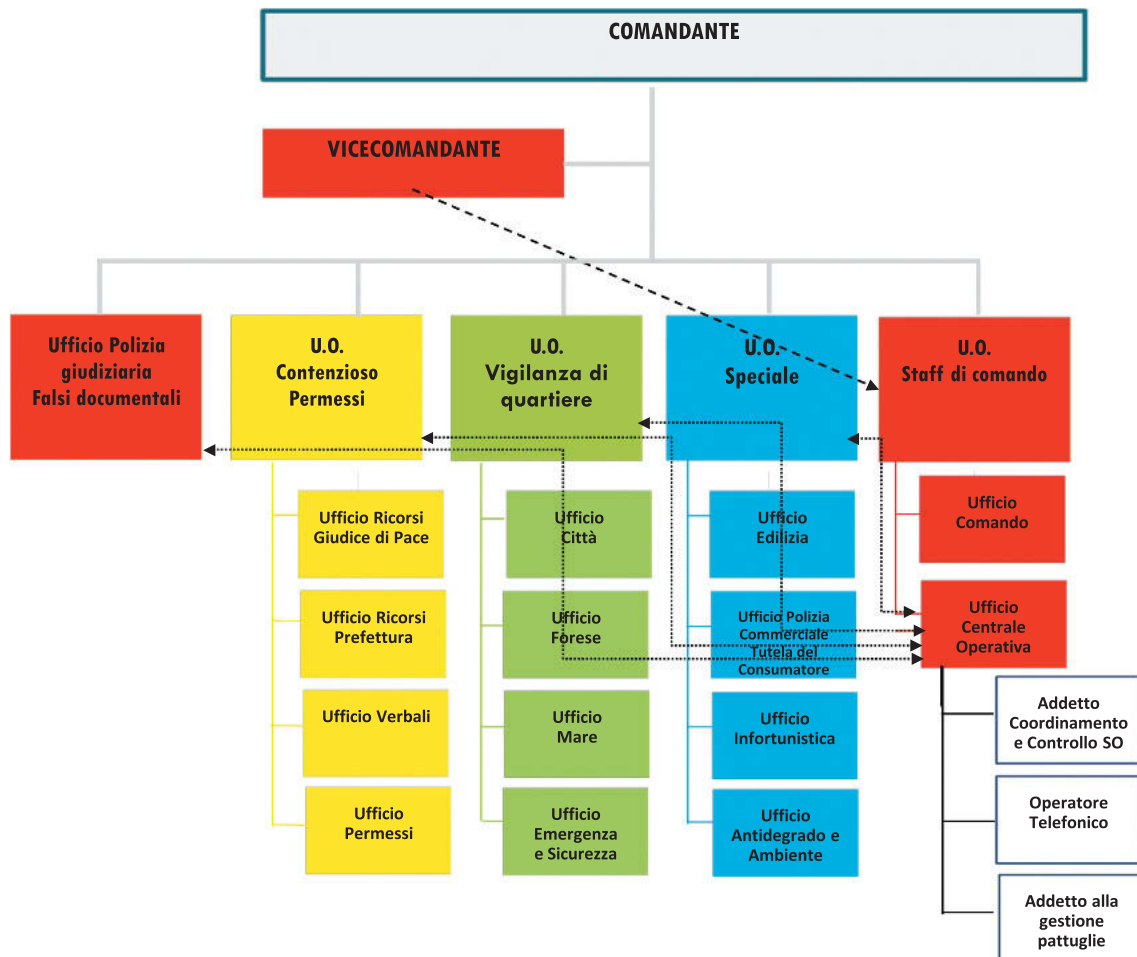 COMANDANTE
VICECOMANDANTE
Ufficio Polizia
giudiziaria
Falsi documentali
U.O.
Contenzioso
Permessi
U.O.
Vigilanza di
quartiere
U.O.
Speciale
U.O.
Staff di comando
Ufficio Ricorsi
Giudice di Pace
Ufficio Ricorsi
Prefettura
Ufficio Verbali
Ufficio
Permessi
Ufficio
Città
Ufficio
Forese
Ufficio
Mare
Ufficio
Emergenza
e Sicurezza
Ufficio
Edilizia
Ufficio Polizia
Commerciale
Tutela del
Consumatore
Ufficio
Infortunistica
Ufficio
Antidegrado e
Ambiente
Ufficio
Comando
Ufficio
Centrale
Operativa
Addetto
Coordinamento
e Controllo SO
Operatore
Telefonico
Addetto alla
gestione
pattuglie